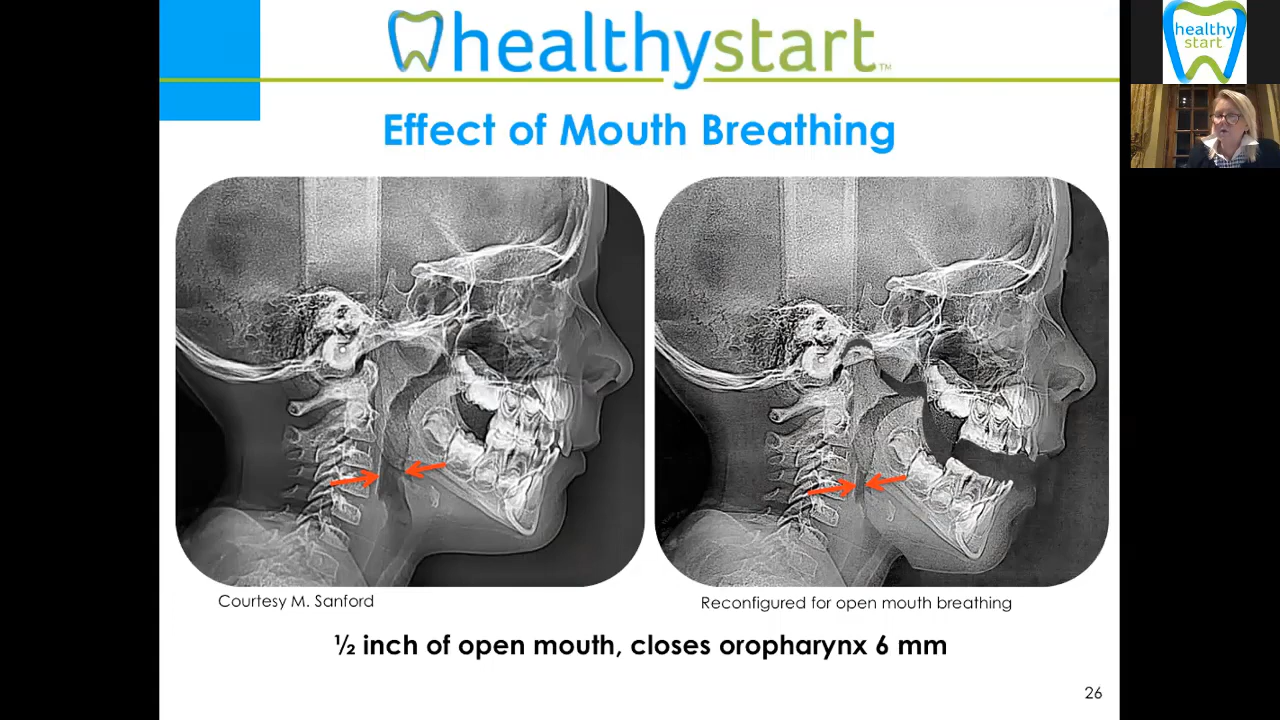 healthystart™
healthy
start
Effect of Mouth Breathing
Courtesy M. Sanford
Reconfigured for open mouth breathing
½ inch of open mouth, closes oropharynx 6 mm
26